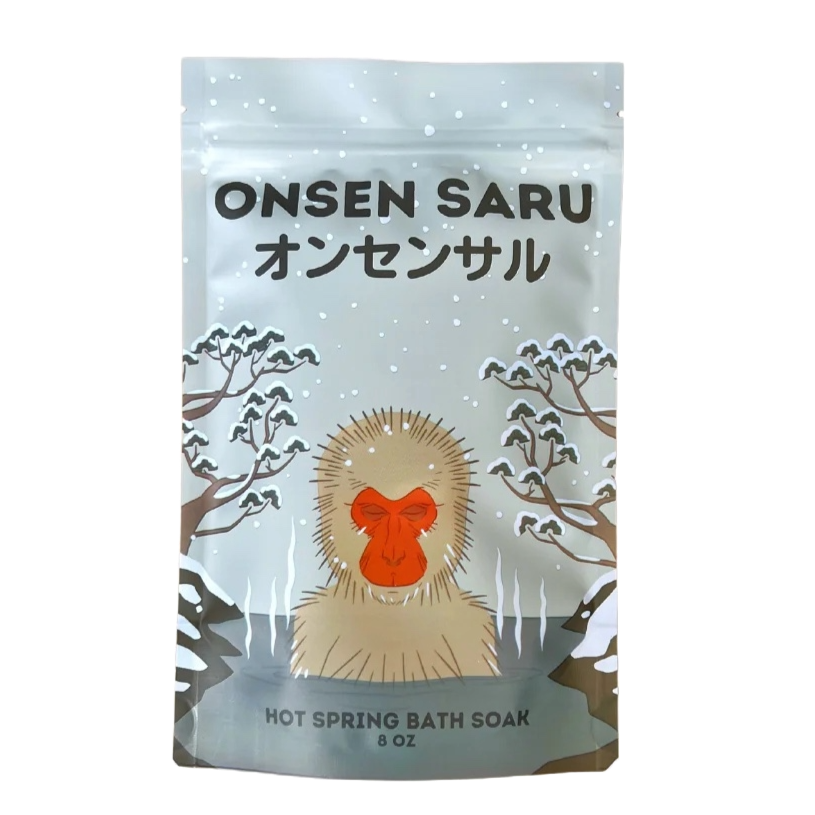 ONSEN SARU
オンセンサル
HOT SPRING BATH SOAK
8 OZ